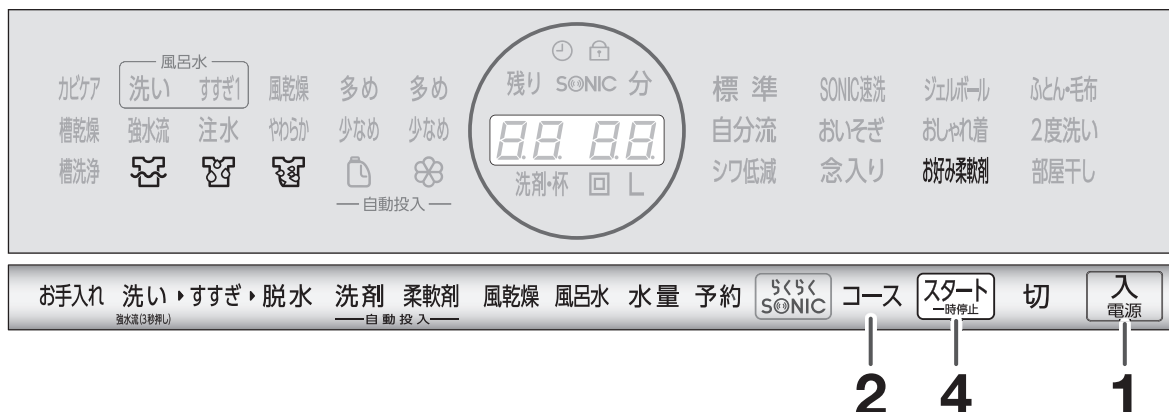 風呂水
カビケア 洗い すすぎ1 風乾燥 多め 多め 残り SONIC 分 標準 SONIC速洗 ジェルボール ふとん・毛布
槽乾燥 強水流 注水 やわらか 少なめ 少なめ 88 88 自分流 おいそぎ おしゃれ着 2度洗い
槽洗浄 洗剤・杯 回 L シワ低減 念入り お好み柔軟剤 部屋干し
自動投入
お手入れ 洗い すすぎ 脱水 洗剤 柔軟剤 風乾燥 風呂水 水量 予約 らくらく SONIC コース スタート 一時停止 切 入 電源
強水流(3秒押し) 自動投入
2 4 1